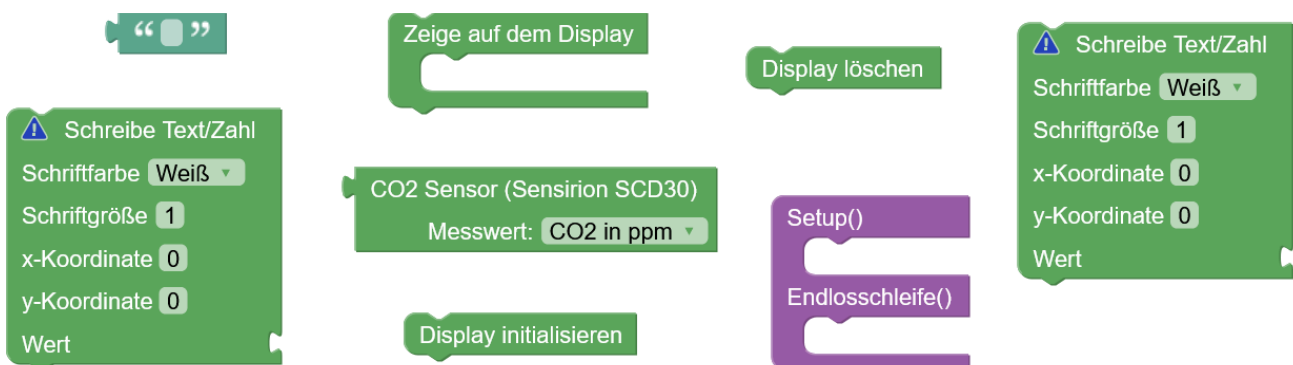 “ ”
Zeige auf dem Display
Display löschen
Schreibe Text/Zahl
Schriftfarbe Weiß
Schriftgröße 1
x-Koordinate 0
y-Koordinate 0
Wert
Schreibe Text/Zahl
Schriftfarbe Weiß
Schriftgröße 1
x-Koordinate 0
y-Koordinate 0
Wert
CO2 Sensor (Sensirion SCD30)
Messwert: CO2 in ppm
Setup()
Endlosschleife()
Display initialisieren